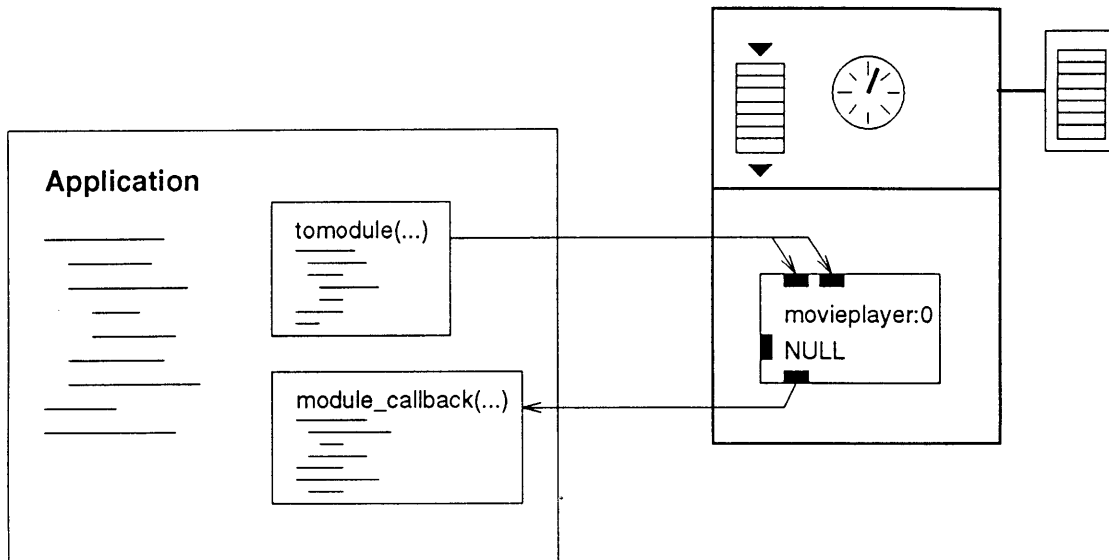 Application
tomodule(...)
module_callback(...)
movieplayer:0
NULL